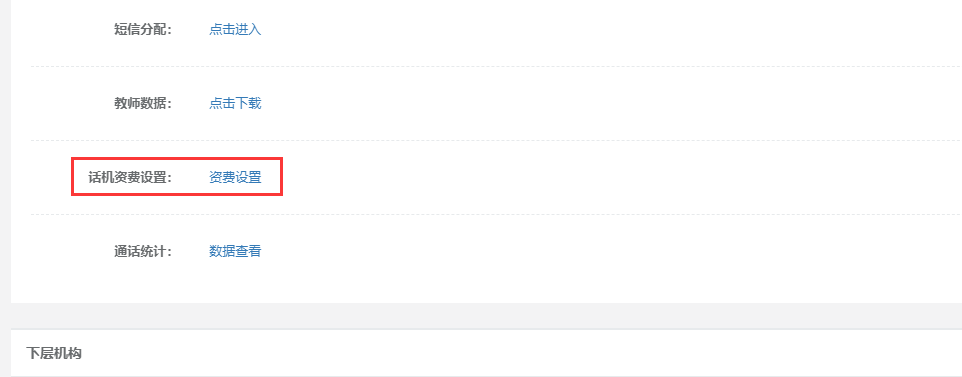 短信分配： 点击进入
教师数据： 点击下载
话机资费设置： 资费设置
通话统计： 数据查看
下层机构